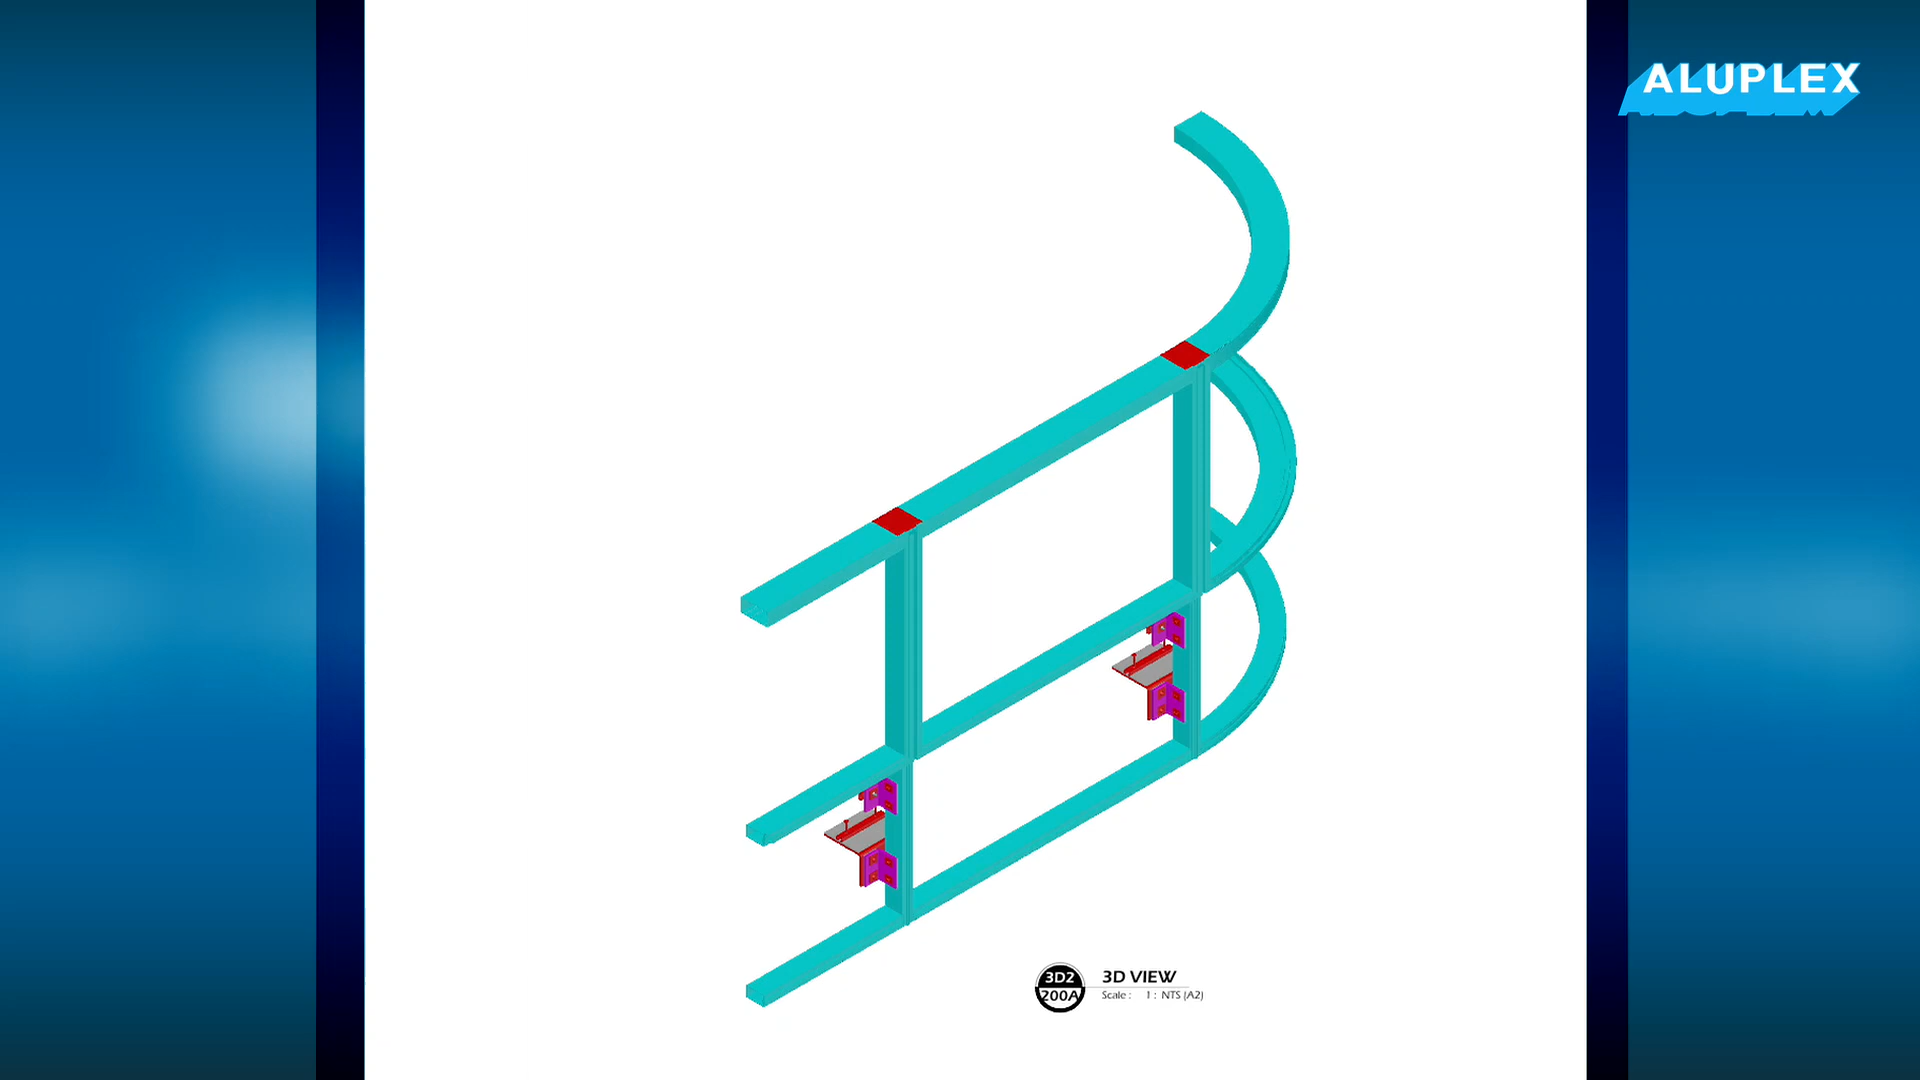 ALUPLEX
3D2
200A
3D VIEW
Scale : 1 : NTS (A2)